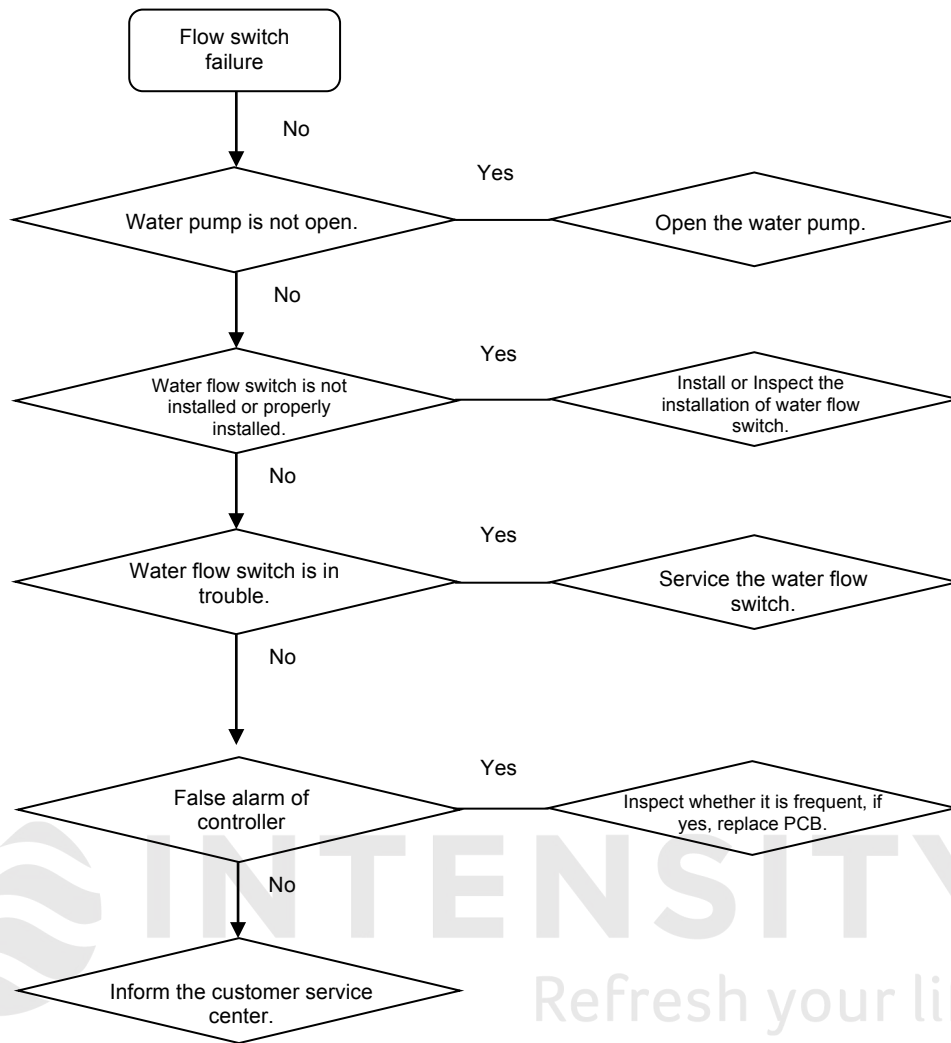 Flow switch
failure
No
Yes
Water pump is not open.
Open the water pump.
No
Yes
Water flow switch is not
installed or properly
installed.
Install or Inspect the
installation of water flow
switch.
No
Yes
Water flow switch is in
trouble.
Service the water flow
switch.
No
Yes
False alarm of
controller
Inspect whether it is frequent, if
yes, replace PCB.
No
Inform the customer service
center.
INTENSITY
Refresh your li